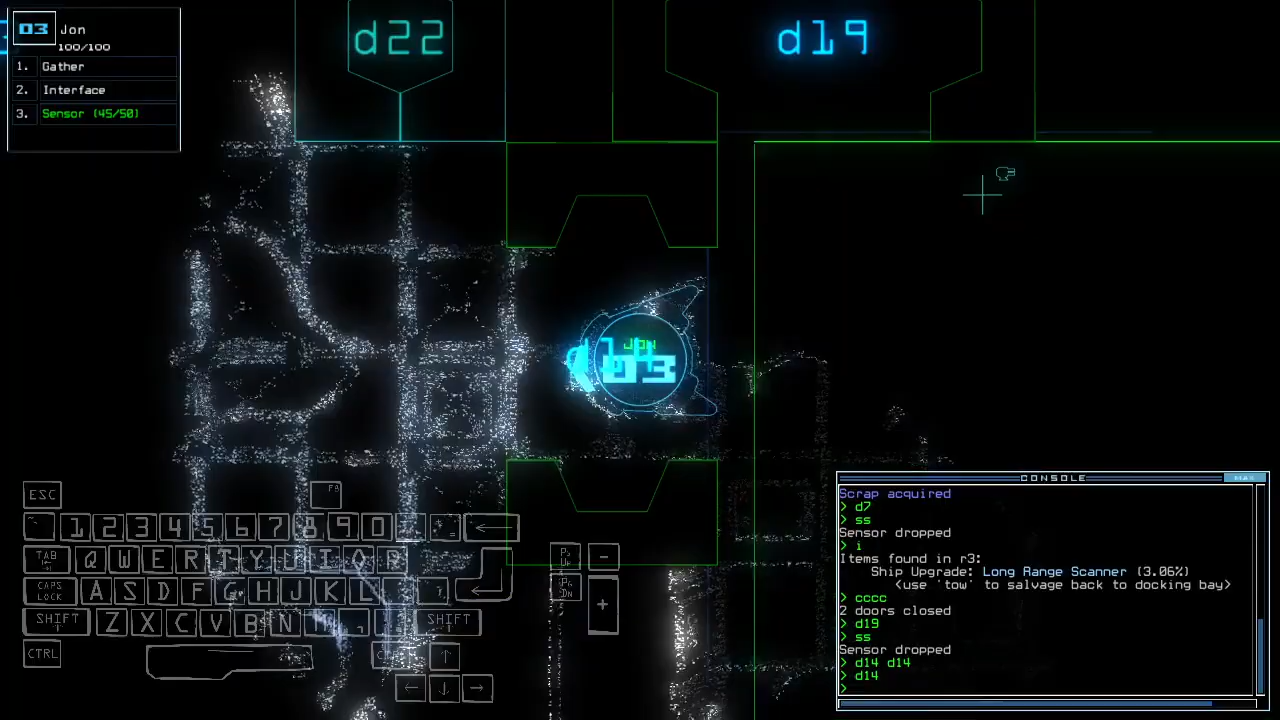 03 Jon
100/100
1. Gather
2. Interface
3. Sensor (45/50)
d22
d19
JON
03
CONSOLE
MAX
Scrap acquired
> d7
> ss
Sensor dropped
> i
Items found in r3:
Ship Upgrade: Long Range Scanner (3.06%)
<use 'tow' to salvage back to docking bay>
> cccc
2 doors closed
> d19
> ss
Sensor dropped
> d14 d14
> d14
>
ESC
1 2 3 4 5 6 7 8 9 0
TAB Q W E R T Y U I O P
CAPS LOCK A S D F G H J K L
SHIFT Z X C V B N M , SHIFT
CTRL